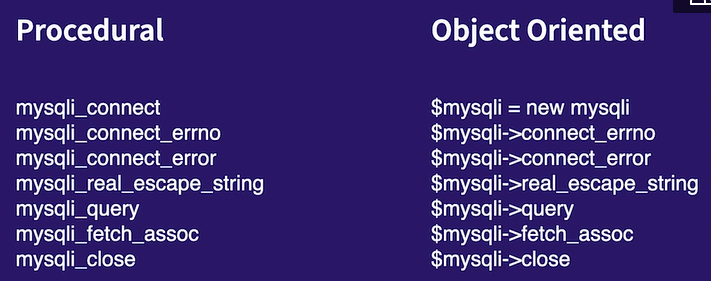 Procedural
mysqli_connect
mysqli_connect_errno
mysqli_connect_error
mysqli_real_escape_string
mysqli_query
mysqli_fetch_assoc
mysqli_close
Object Oriented
$mysqli = new mysqli
$mysqli->connect_errno
$mysqli->connect_error
$mysqli->real_escape_string
$mysqli->query
$mysqli->fetch_assoc
$mysqli->close